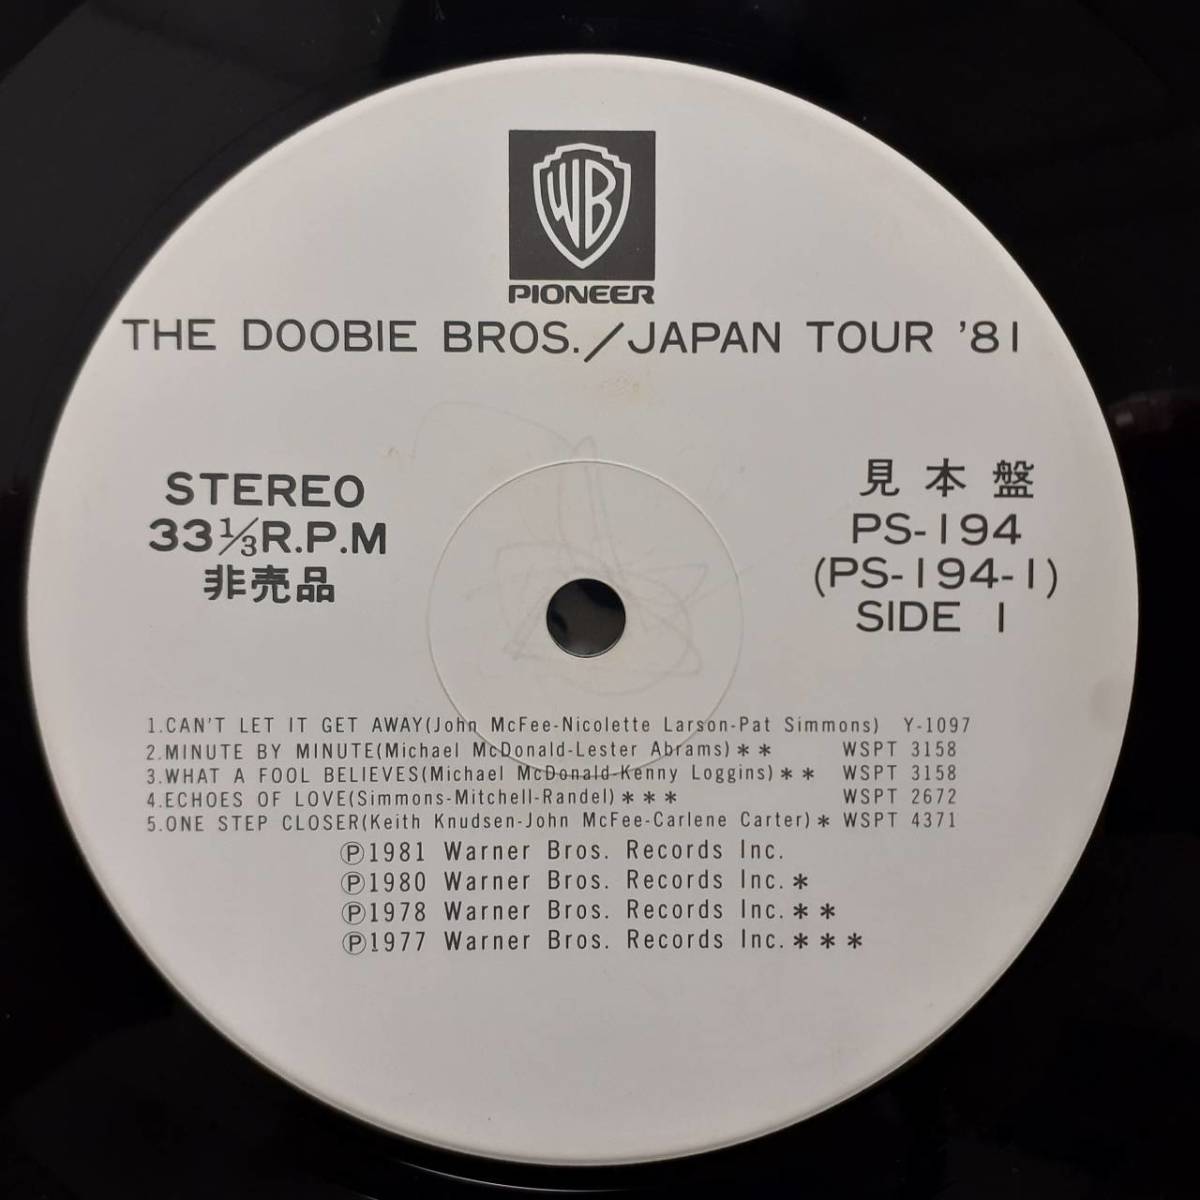 WB
PIONEER
THE DOOBIE BROS./JAPAN TOUR '81
STEREO
33⅓R.P.M
非売品
見本盤
PS-194
(PS-194-1)
SIDE 1
1.CAN'T LET IT GET AWAY(John McFee-Nicolette Larson-Pat Simmons) Y-1097
2.MINUTE BY MINUTE(Michael McDonald-Lester Abrams)** WSPT 3158
3.WHAT A FOOL BELIEVES(Michael McDonald-Kenny Loggins)** WSPT 3158
4.ECHOES OF LOVE(Simmons-Mitchell-Randel)*** WSPT 2672
5.ONE STEP CLOSER(Keith Knudsen-John McFee-Carlene Carter)* WSPT 4371
℗1981 Warner Bros. Records Inc.
℗1980 Warner Bros. Records Inc.*
℗1978 Warner Bros. Records Inc.**
℗1977 Warner Bros. Records Inc.***